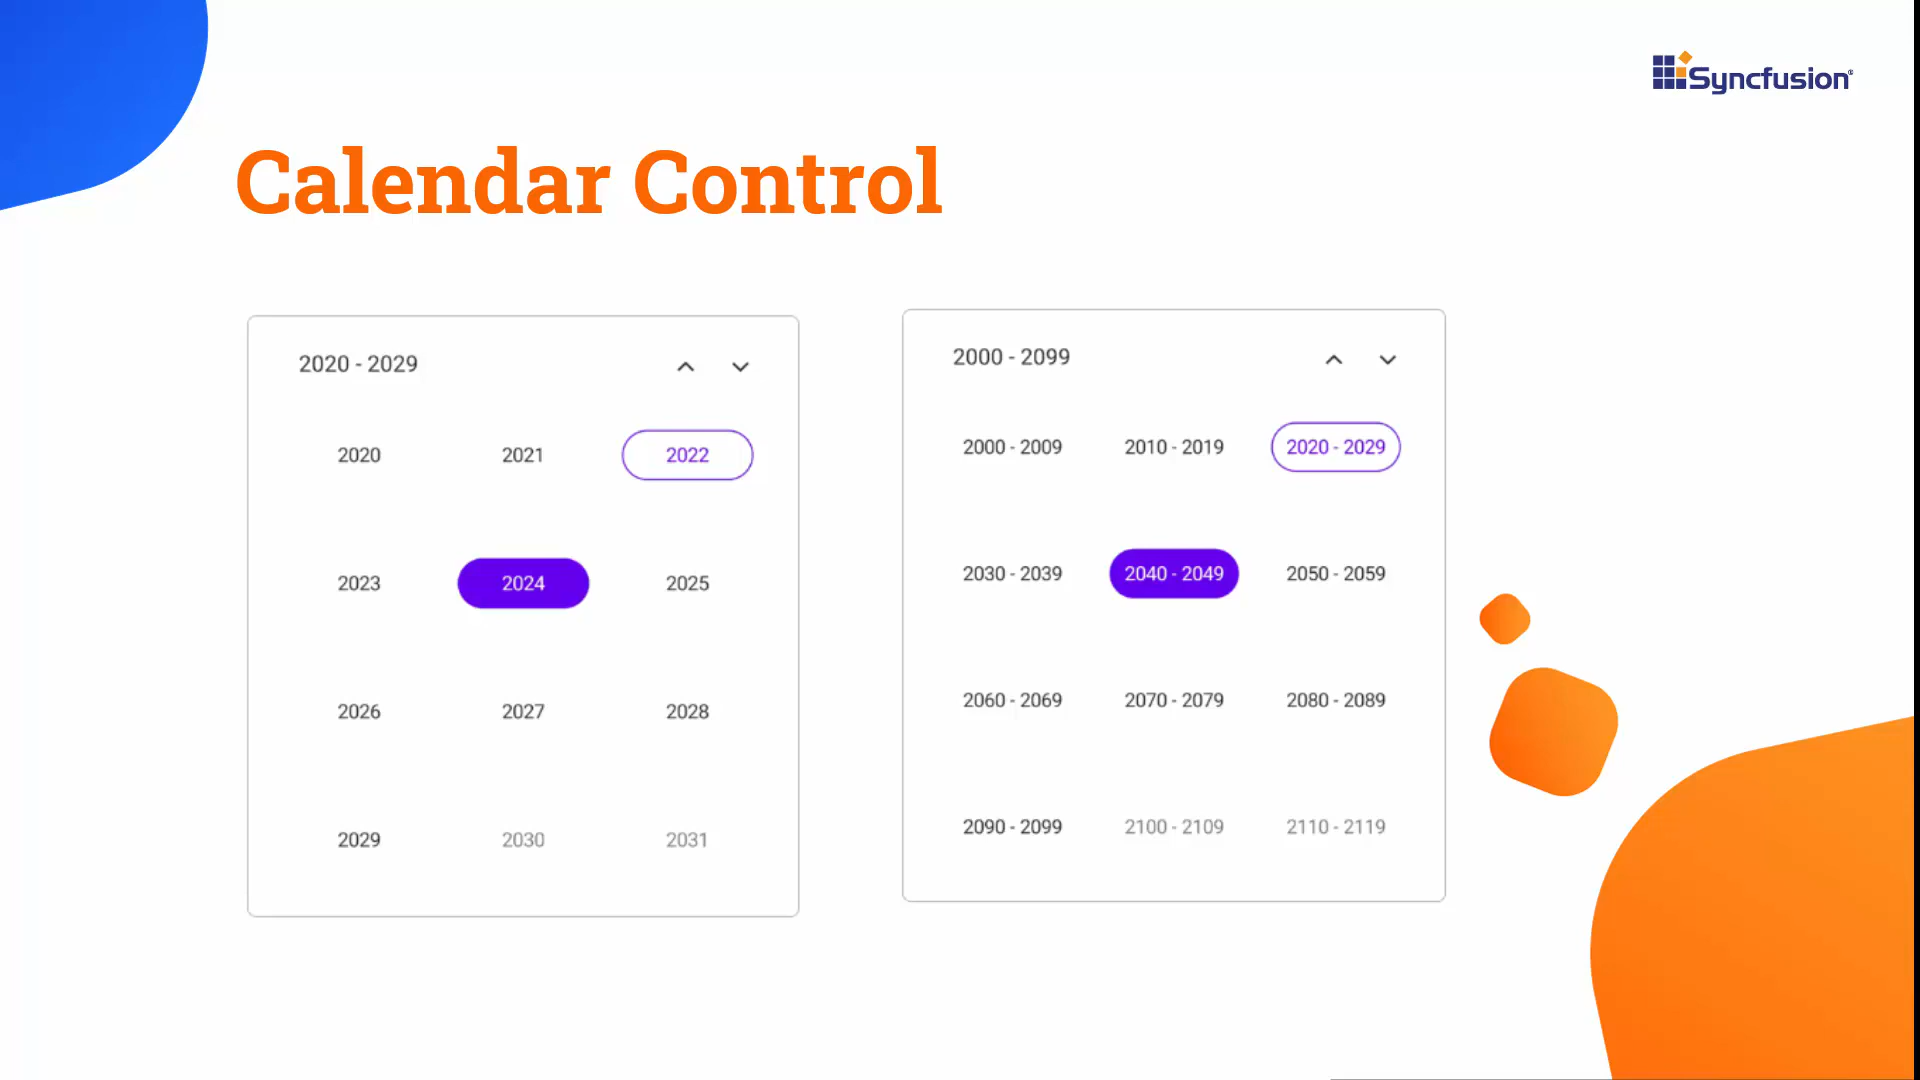 Syncfusion®
Calendar Control
2020 - 2029
2020 2021 2022
2023 2024 2025
2026 2027 2028
2029 2030 2031
2000 - 2099
2000 - 2009 2010 - 2019 2020 - 2029
2030 - 2039 2040 - 2049 2050 - 2059
2060 - 2069 2070 - 2079 2080 - 2089
2090 - 2099 2100 - 2109 2110 - 2119